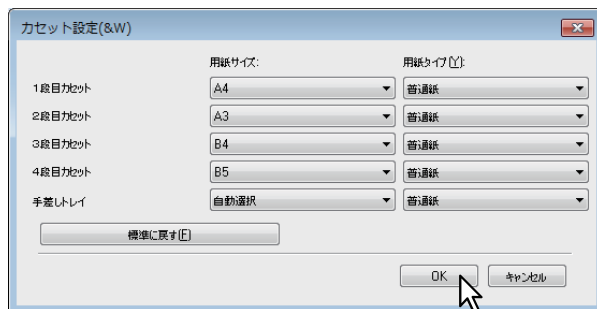 カセット設定(&W)
用紙サイズ: 用紙タイプ(Y):
1段目カセット A4 普通紙
2段目カセット A3 普通紙
3段目カセット B4 普通紙
4段目カセット B5 普通紙
手差しトレイ 自動選択 普通紙
標準に戻す(F)
OK キャンセル